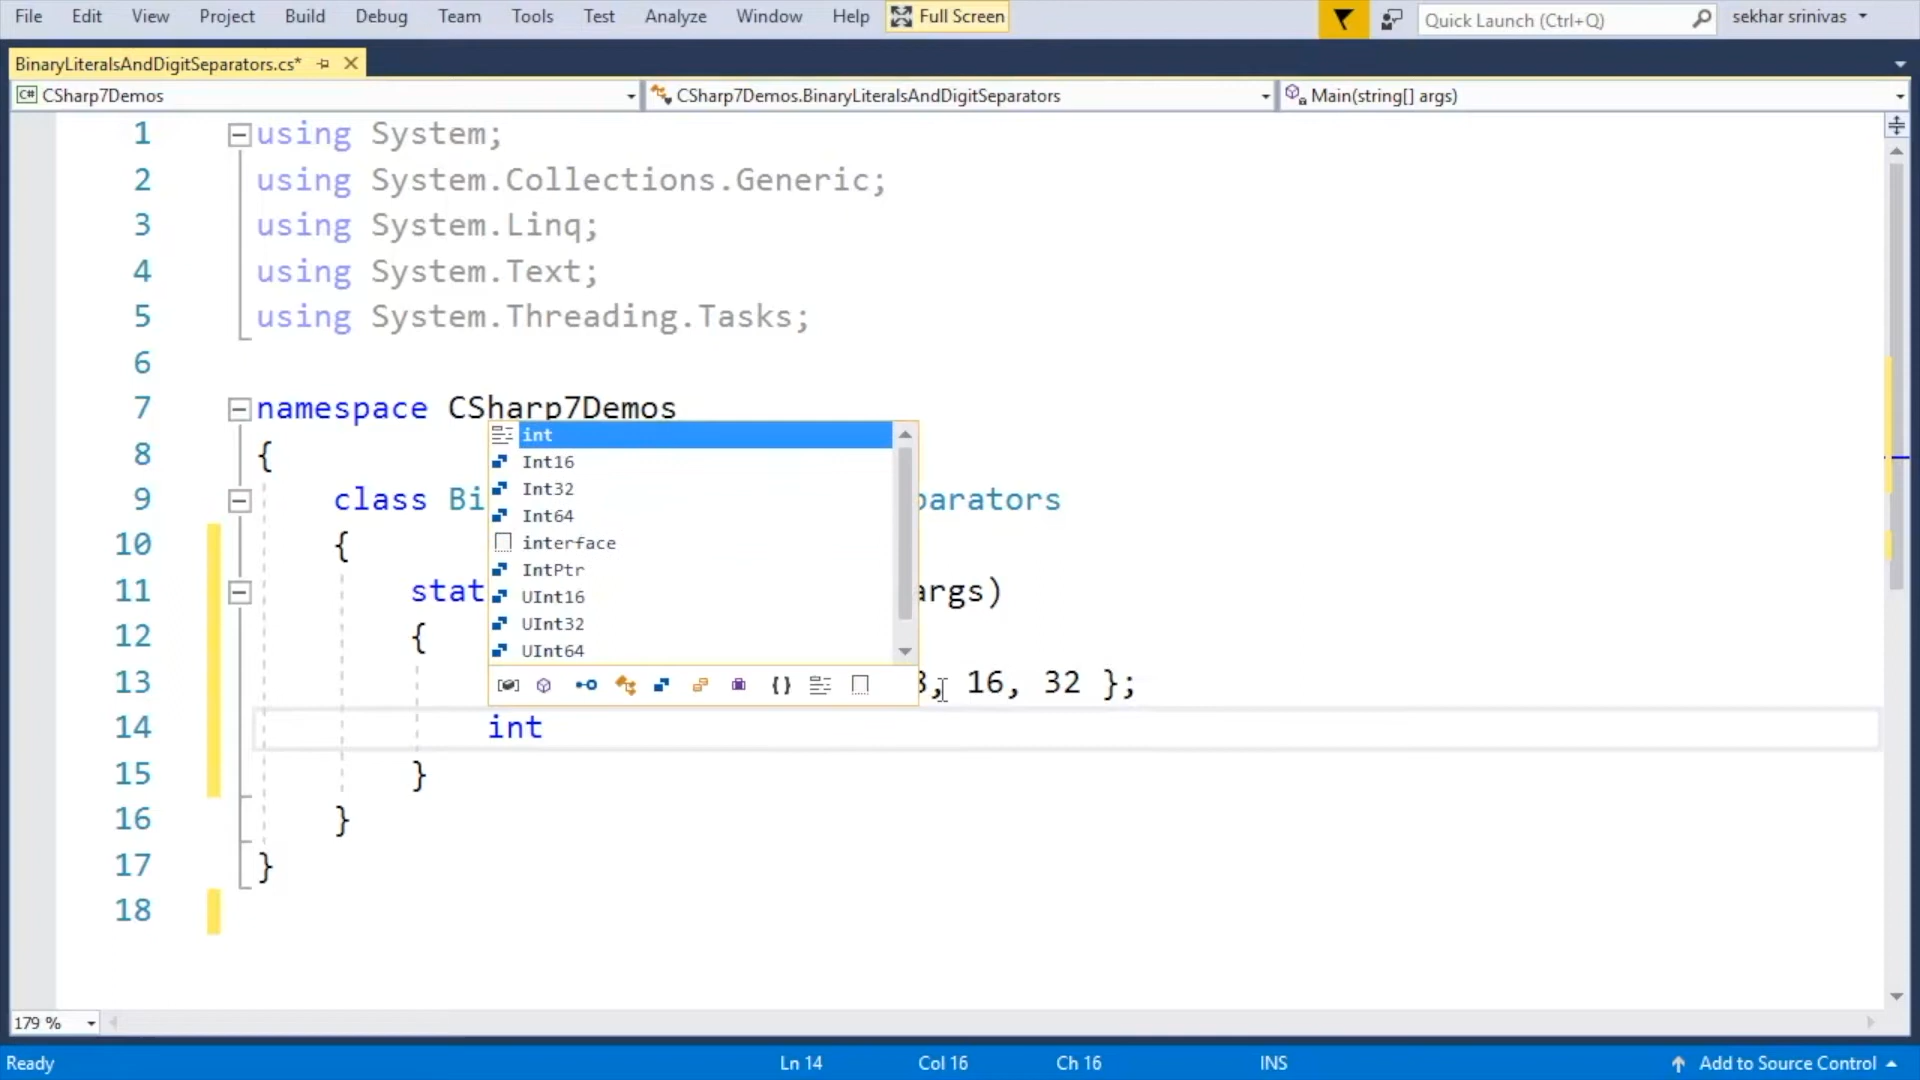 File Edit View Project Build Debug Team Tools Test Analyze Window Help Full Screen Quick Launch (Ctrl+Q) sekhar srinivas
BinaryLiteralsAndDigitSeparators.cs*
C# CSharp7Demos CSharp7Demos.BinaryLiteralsAndDigitSeparators Main(string[] args)
1 using System;
2 using System.Collections.Generic;
3 using System.Linq;
4 using System.Text;
5 using System.Threading.Tasks;
6
7 namespace CSharp7Demos
int
8 {
Int16
Int32
9 class Bi parators
Int64
10 {
interface
IntPtr
11 stat args)
UInt16
UInt32
12 {
UInt64
13 8, 16, 32 };
{}
14 int
15 }
16 }
17 }
18
179 %
Ready Ln 14 Col 16 Ch 16 INS Add to Source Control